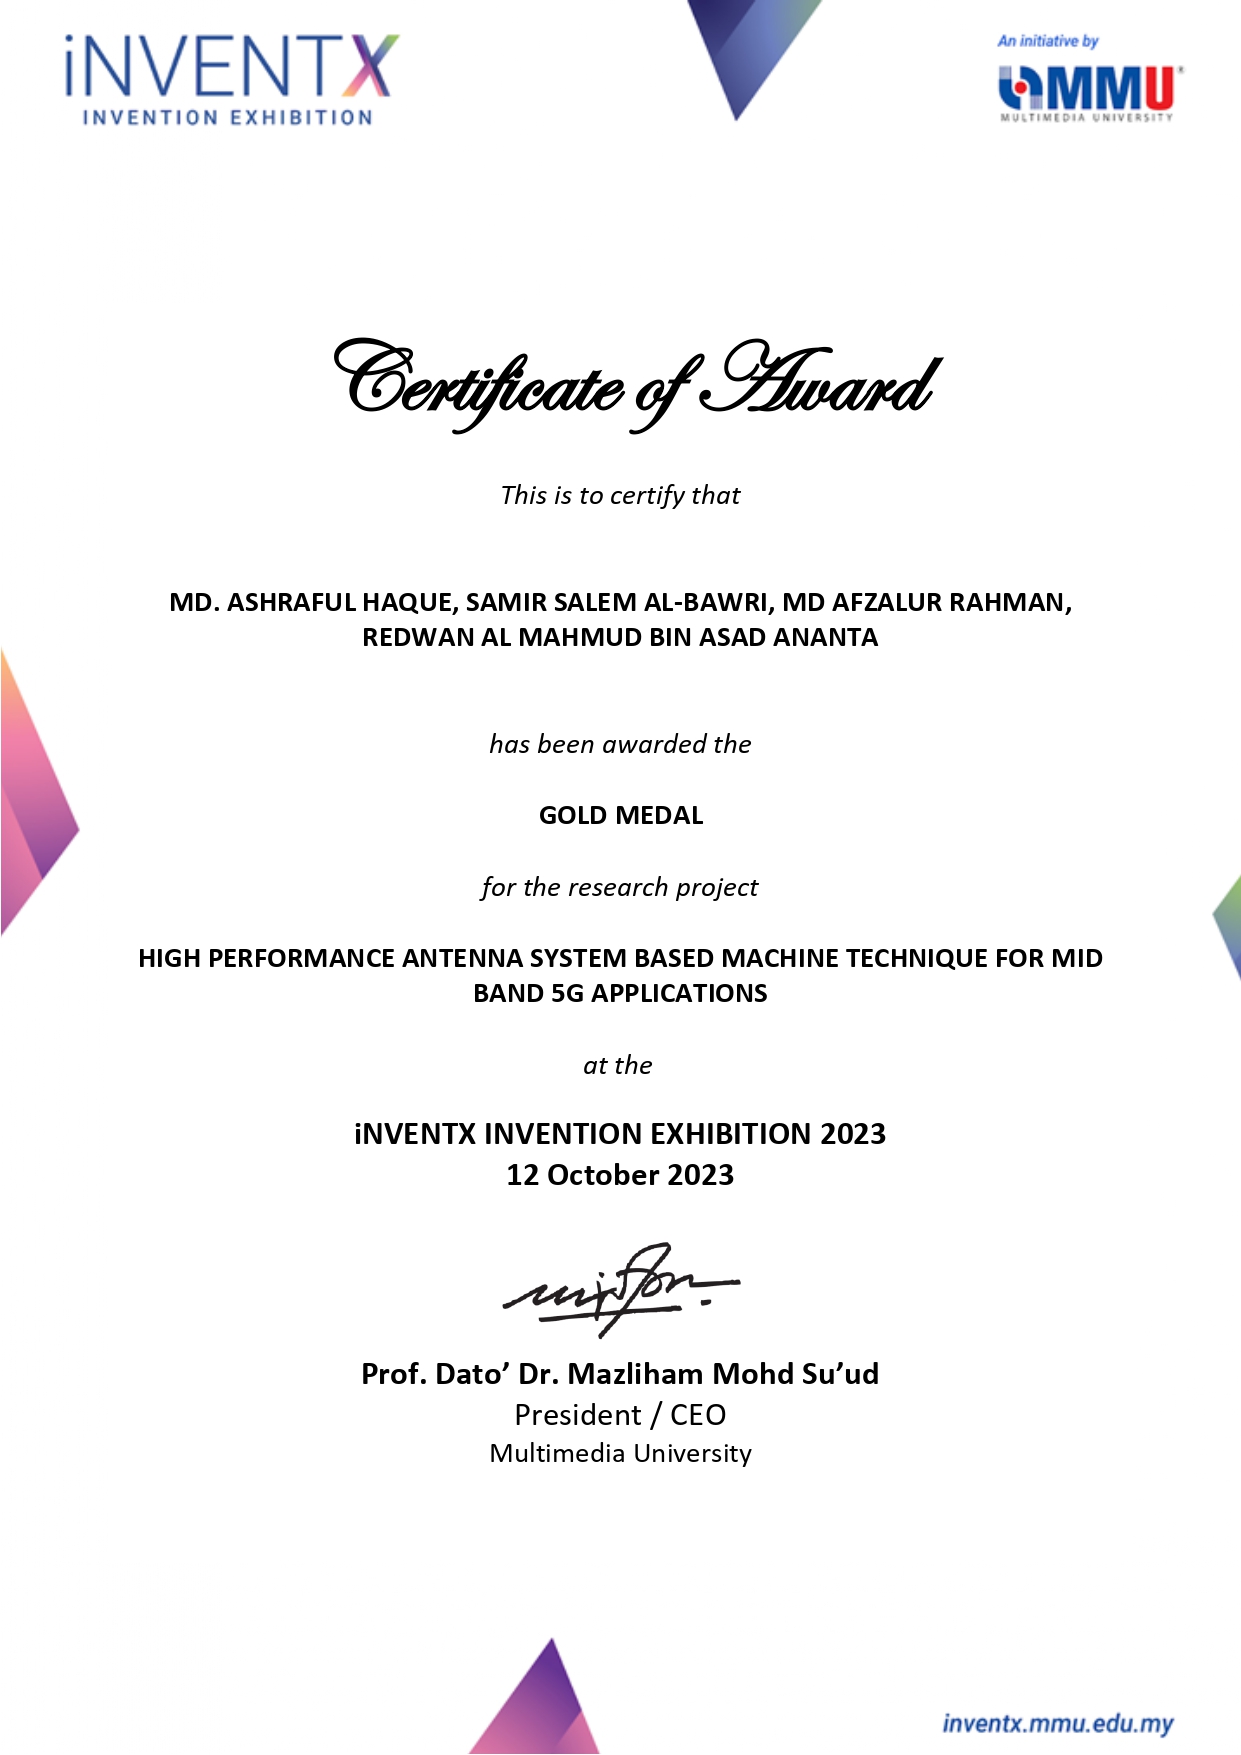 iNVENTX
INVENTION EXHIBITION
An initiative by
MMU®
MULTIMEDIA UNIVERSITY
Certificate of Award
This is to certify that
MD. ASHRAFUL HAQUE, SAMIR SALEM AL-BAWRI, MD AFZALUR RAHMAN,
REDWAN AL MAHMUD BIN ASAD ANANTA
has been awarded the
GOLD MEDAL
for the research project
HIGH PERFORMANCE ANTENNA SYSTEM BASED MACHINE TECHNIQUE FOR MID
BAND 5G APPLICATIONS
at the
iNVENTX INVENTION EXHIBITION 2023
12 October 2023
Prof. Dato’ Dr. Mazliham Mohd Su’ud
President / CEO
Multimedia University
inventx.mmu.edu.my